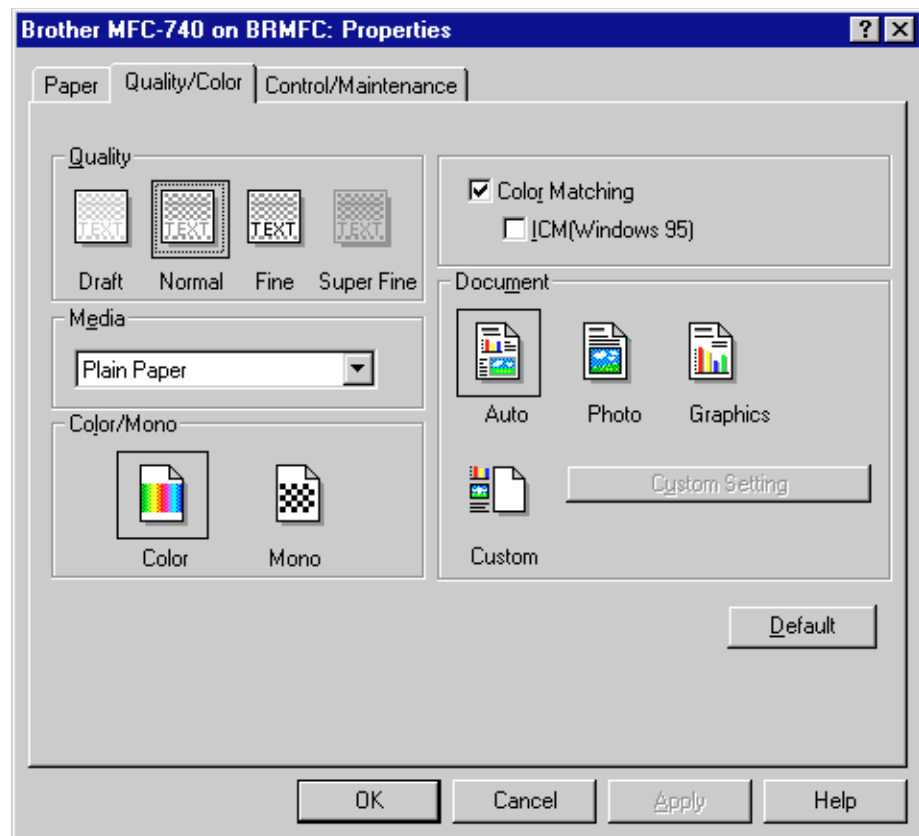 Brother MFC-740 on BRMFC: Properties
Paper
Quality/Color
Control/Maintenance
Quality
TEXT
TEXT
TEXT
TEXT
Draft
Normal
Fine
Super Fine
Media
Plain Paper
Color/Mono
Color
Mono
Color Matching
ICM(Windows 95)
Document
Auto
Photo
Graphics
Custom
Custom Setting
Default
OK
Cancel
Apply
Help